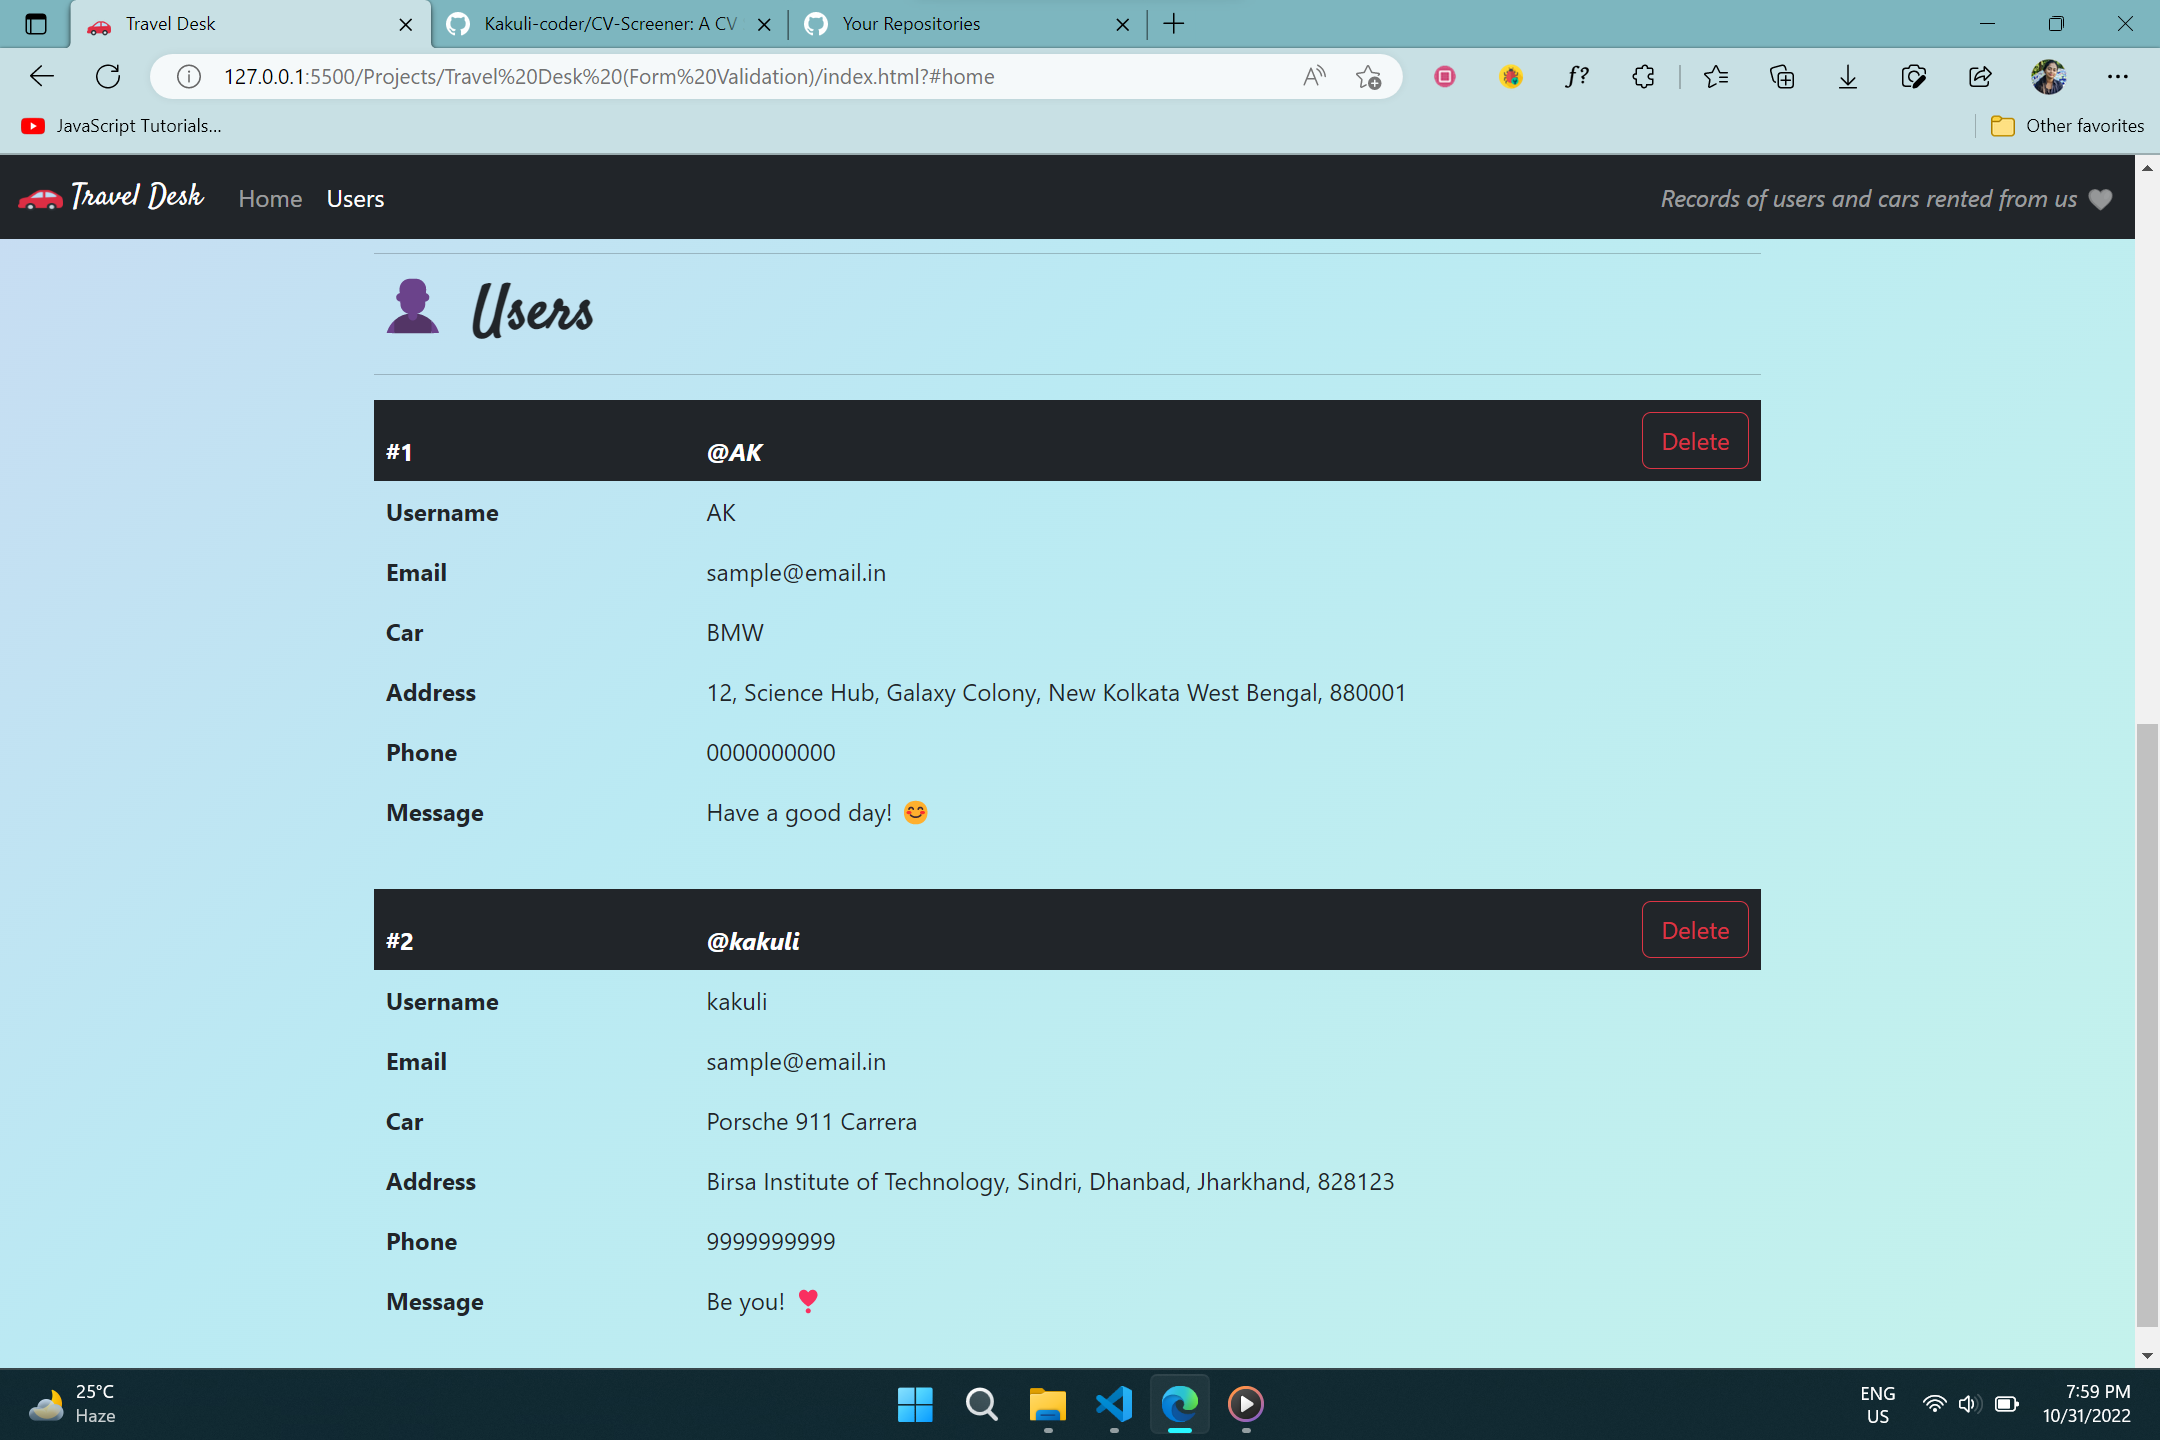 Travel Desk
Kakuli-coder/CV-Screener: A CV
Your Repositories
127.0.0.1:5500/Projects/Travel%20Desk%20(Form%20Validation)/index.html?#home
JavaScript Tutorials...
Other favorites
Travel Desk Home Users Records of users and cars rented from us 🤍
Users
#1 @AK Delete
Username AK
Email sample@email.in
Car BMW
Address 12, Science Hub, Galaxy Colony, New Kolkata West Bengal, 880001
Phone 0000000000
Message Have a good day! 😊
#2 @kakuli Delete
Username kakuli
Email sample@email.in
Car Porsche 911 Carrera
Address Birsa Institute of Technology, Sindri, Dhanbad, Jharkhand, 828123
Phone 9999999999
Message Be you! ❣
25°C
Haze
ENG
US
7:59 PM
10/31/2022